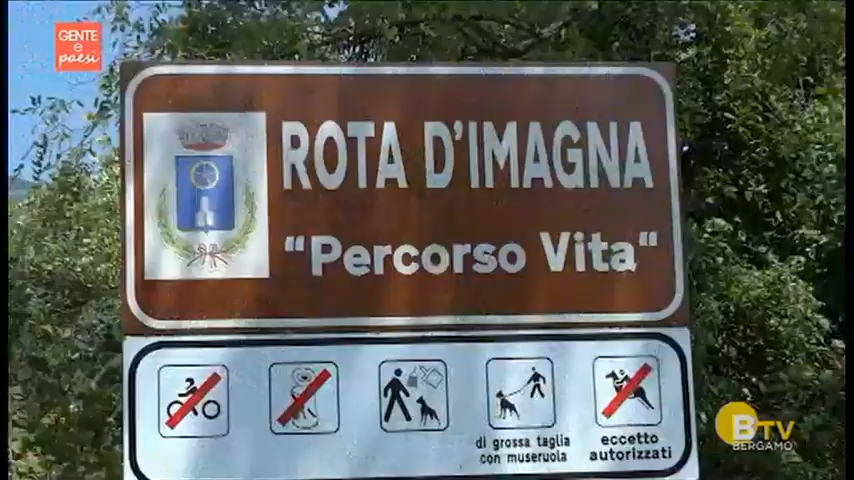 GENTE
e
paesi
ROTA D'IMAGNA
"Percorso Vita"
di grossa taglia
con museruola
eccetto
autorizzati
BTV
BERGAMO